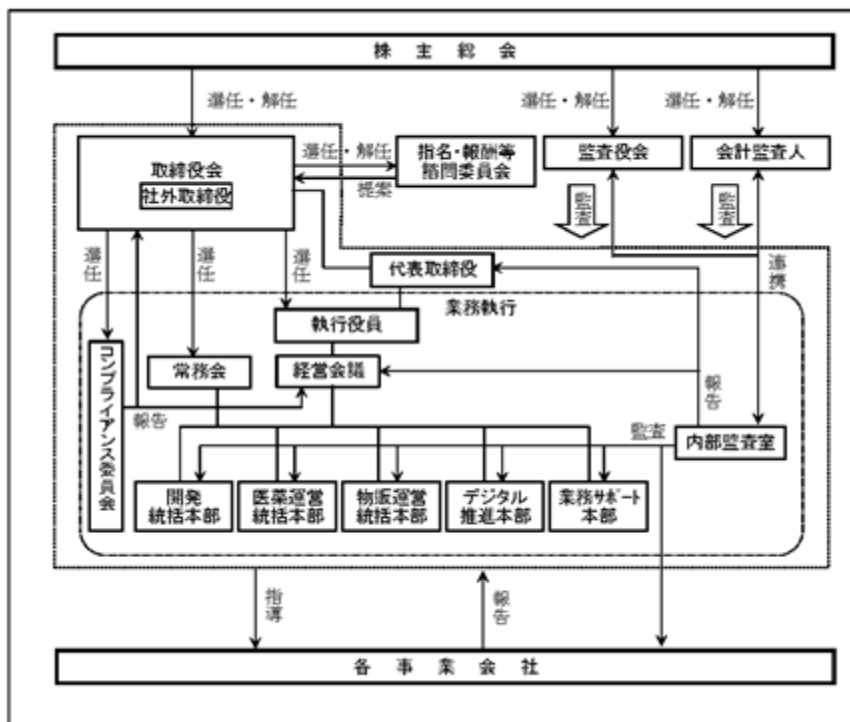 株主総会
選任・解任
選任・解任
選任・解任
取締役会
社外取締役
選任・解任
提案
指名・報酬等
諮問委員会
監査役会
会計監査人
監査
監査
選任
選任
選任
代表取締役
連携
業務執行
執行役員
コンプライアンス委員会
常務会
経営会議
報告
報告
監査
内部監査室
開発
統括本部
医薬運営
統括本部
物販運営
統括本部
デジタル
推進本部
業務サポート
本部
指導
報告
各事業会社